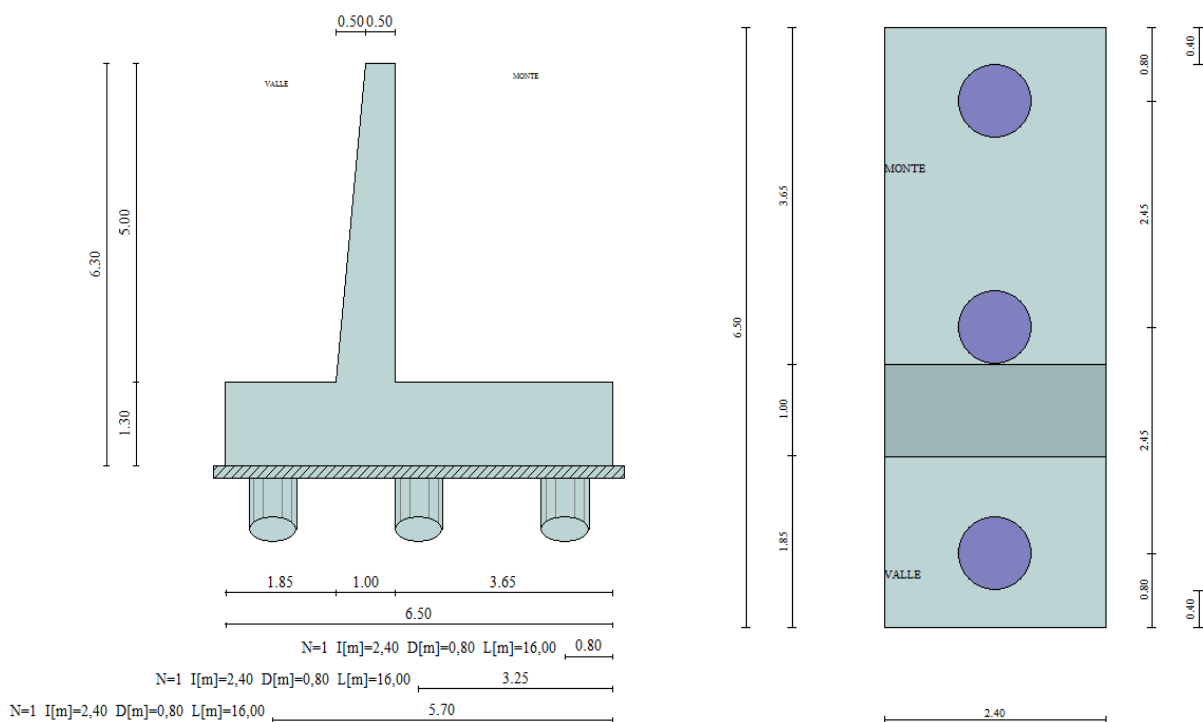 0.50 0.50
VALLE
MONTE
6.30
5.00
1.30
1.85 1.00 3.65
6.50
N=1 I[m]=2,40 D[m]=0,80 L[m]=16,00 0.80
N=1 I[m]=2,40 D[m]=0,80 L[m]=16,00 3.25
N=1 I[m]=2,40 D[m]=0,80 L[m]=16,00 5.70
6.50
3.65
1.00
1.85
MONTE
VALLE
0.80
2.45
2.45
0.80
0.40
0.40
2.40